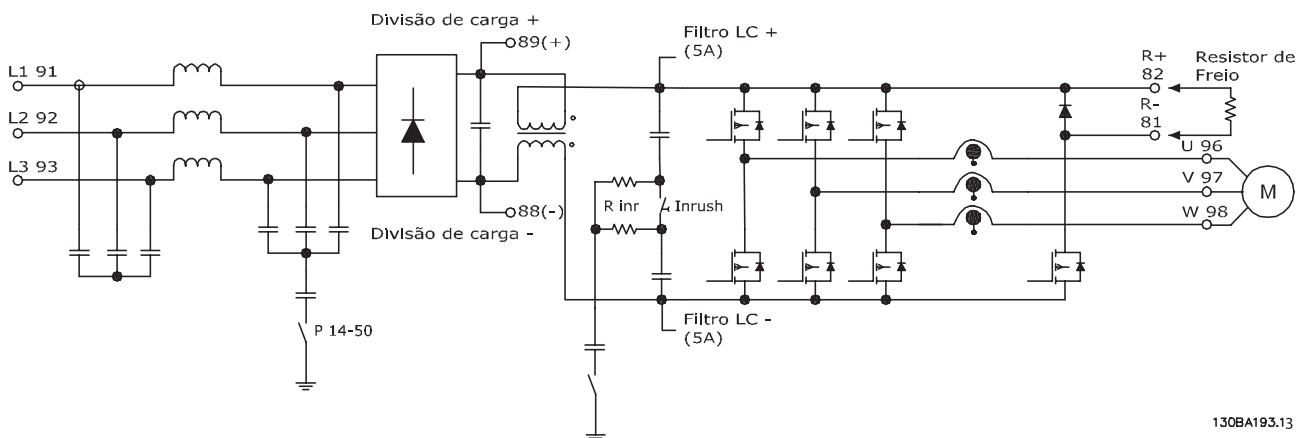 Divisão de carga +
89(+)
Filtro LC +
(5A)
R+
82
Resistor de
Freio
R-
81
L1 91
L2 92
L3 93
U 96
V 97
W 98
M
88(-)
Divisão de carga -
R inr
Inrush
P 14-50
Filtro LC -
(5A)
130BA193.13